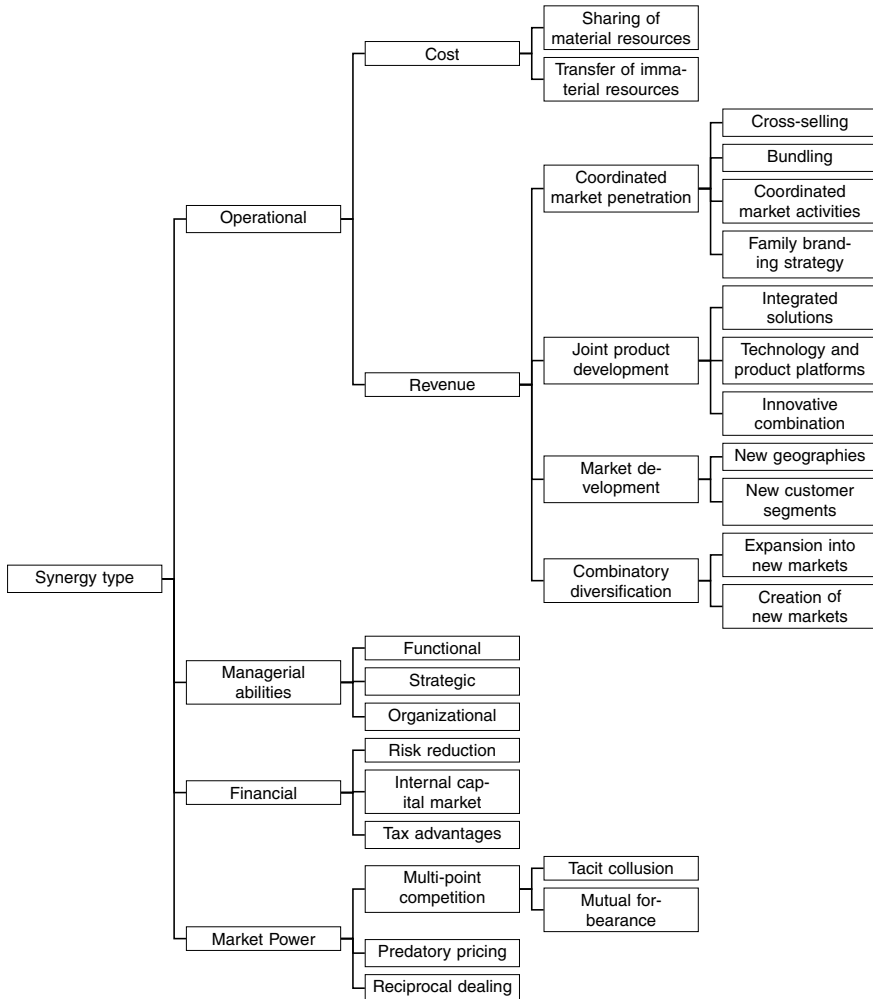 Sharing of
material resources
Cost
Transfer of imma-
terial resources
Cross-selling
Bundling
Coordinated
market penetration
Coordinated
market activities
Operational
Family brand-
ing strategy
Integrated
solutions
Joint product
development
Technology and
product platforms
Revenue
Innovative
combination
New geographies
Market de-
velopment
New customer
segments
Expansion into
new markets
Synergy type
Combinatory
diversification
Creation of
new markets
Functional
Managerial
abilities
Strategic
Organizational
Risk reduction
Financial
Internal cap-
ital market
Tax advantages
Multi-point
competition
Tacit collusion
Mutual for-
bearance
Market Power
Predatory pricing
Reciprocal dealing